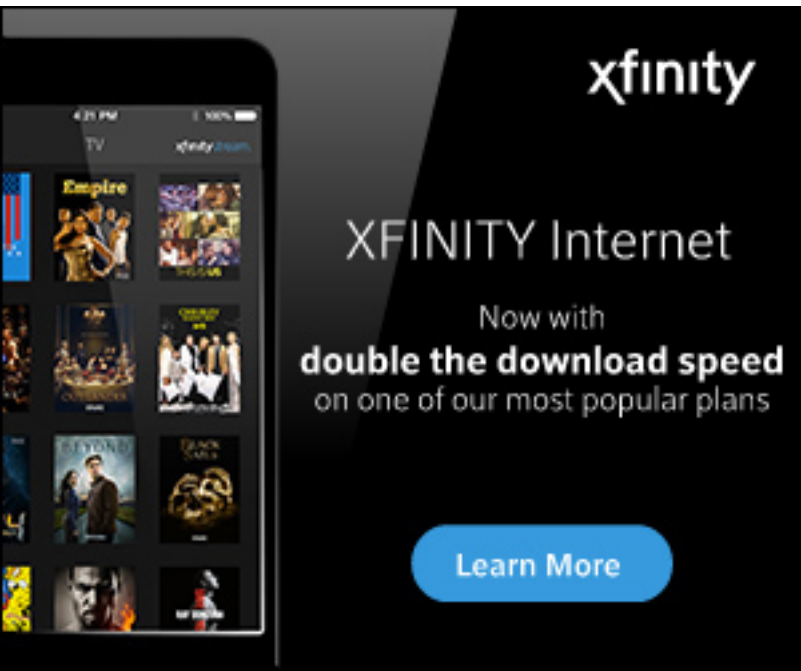 xfinity
4:21 PM
100%
TV
xfinity stream
Empire
THIS IS US
OUTLANDER
BEYOND
BLACK
SAILS
XFINITY Internet
Now with
double the download speed
on one of our most popular plans
Learn More